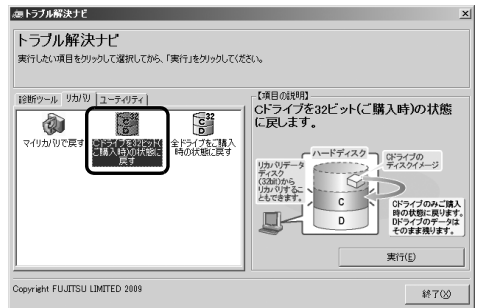 トラブル解決ナビ
トラブル解決ナビ
実行したい項目をクリックして選択してから、「実行」をクリックしてください。
診断ツール
リカバリ
ユーティリティ
マイリカバリで戻す
32
C
D
Cドライブを32ビット(
ご購入時)の状態に
戻す
32
C
D
全ドライブをご購入
時の状態に戻す
【項目の説明】
Cドライブを32ビット(ご購入時)の状態
に戻します。
ハードディスク
Cドライブの
ディスクイメージ
リカバリデータ
ディスク
(32bit)から
リカバリするこ
ともできます。
C
D
Cドライブのみご購入
時の状態に戻ります。
Dドライブのデータは
そのまま残ります。
実行(E)
Copyright FUJITSU LIMITED 2009
終了(X)